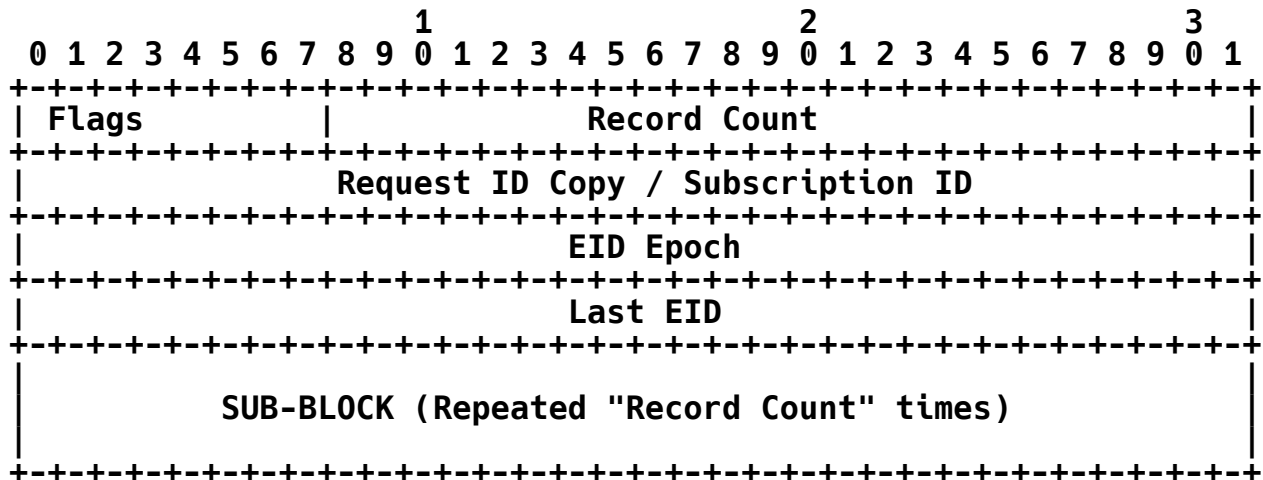 1                   2                   3
 0 1 2 3 4 5 6 7 8 9 0 1 2 3 4 5 6 7 8 9 0 1 2 3 4 5 6 7 8 9 0 1
+-+-+-+-+-+-+-+-+-+-+-+-+-+-+-+-+-+-+-+-+-+-+-+-+-+-+-+-+-+-+-+-+
| Flags         |             Record Count                      |
+-+-+-+-+-+-+-+-+-+-+-+-+-+-+-+-+-+-+-+-+-+-+-+-+-+-+-+-+-+-+-+-+
|                Request ID Copy / Subscription ID              |
+-+-+-+-+-+-+-+-+-+-+-+-+-+-+-+-+-+-+-+-+-+-+-+-+-+-+-+-+-+-+-+-+
|                            EID Epoch                          |
+-+-+-+-+-+-+-+-+-+-+-+-+-+-+-+-+-+-+-+-+-+-+-+-+-+-+-+-+-+-+-+-+
|                            Last EID                           |
+-+-+-+-+-+-+-+-+-+-+-+-+-+-+-+-+-+-+-+-+-+-+-+-+-+-+-+-+-+-+-+-+
|                                                               |
|          SUB-BLOCK (Repeated "Record Count" times)            |
|                                                               |
+-+-+-+-+-+-+-+-+-+-+-+-+-+-+-+-+-+-+-+-+-+-+-+-+-+-+-+-+-+-+-+-+